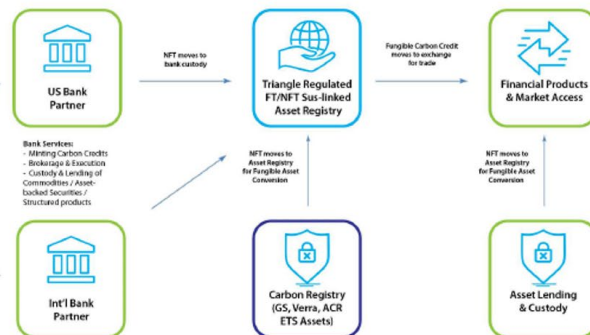 US Bank
Partner
NFT moves to
bank custody
Triangle Regulated
FT/NFT Sus-linked
Asset Registry
Fungible Carbon Credit
moves to exchange
for trade
Financial Products
& Market Access
Bank Services:
- Minting Carbon Credits
- Brokerage & Execution
- Custody & Lending of
Commodities / Asset-
backed Securities /
Structured products
NFT moves to
Asset Registry
for Fungible Asset
Conversion
NFT moves to
Asset Registry
for Fungible Asset
Conversion
Int'l Bank
Partner
Carbon Registry
(GS, Verra, ACR
ETS Assets)
Asset Lending
& Custody